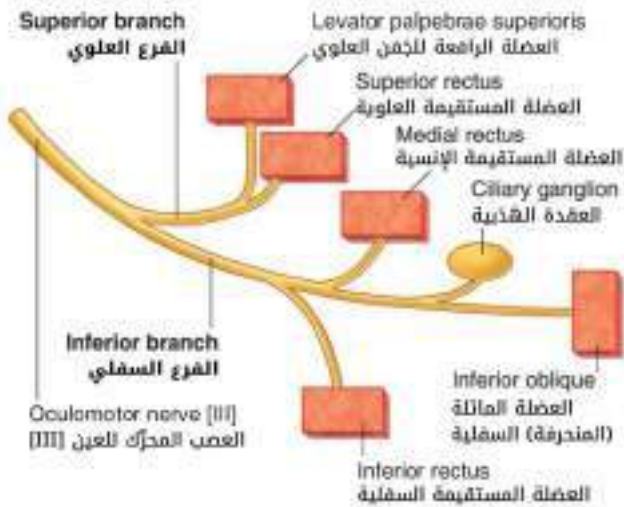 Superior branch
الفرع العلوي
Levator palpebrae superioris
العضلة الرافعة للجفن العلوي
Superior rectus
العضلة المستقيمة العلوية
Medial rectus
العضلة المستقيمة الإنسية
Ciliary ganglion
العقدة الهدبية
Inferior branch
الفرع السفلي
Oculomotor nerve [III]
العصب المحرّك للعين [III]
Inferior oblique
العضلة المائلة
(المنحرفة) السفلية
Inferior rectus
العضلة المستقيمة السفلية